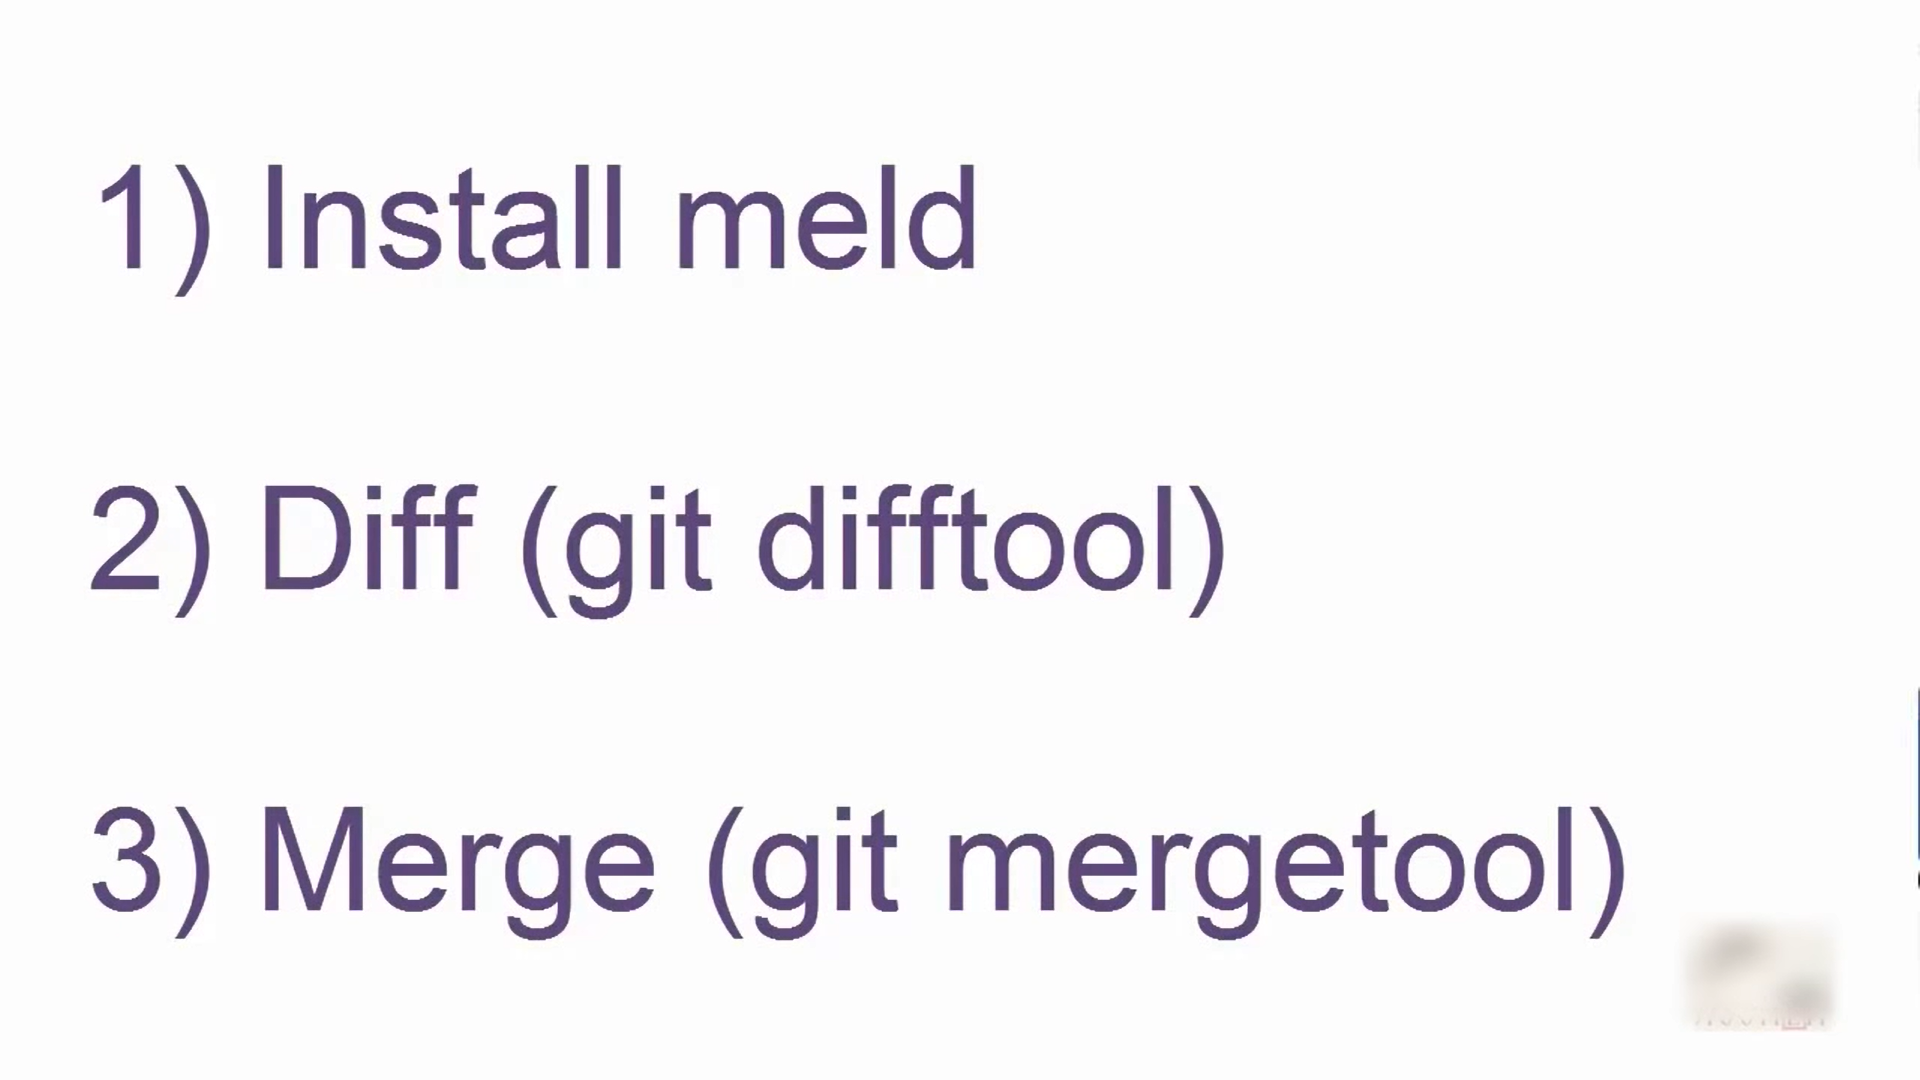 1) Install meld
2) Diff (git difftool)
3) Merge (git mergetool)